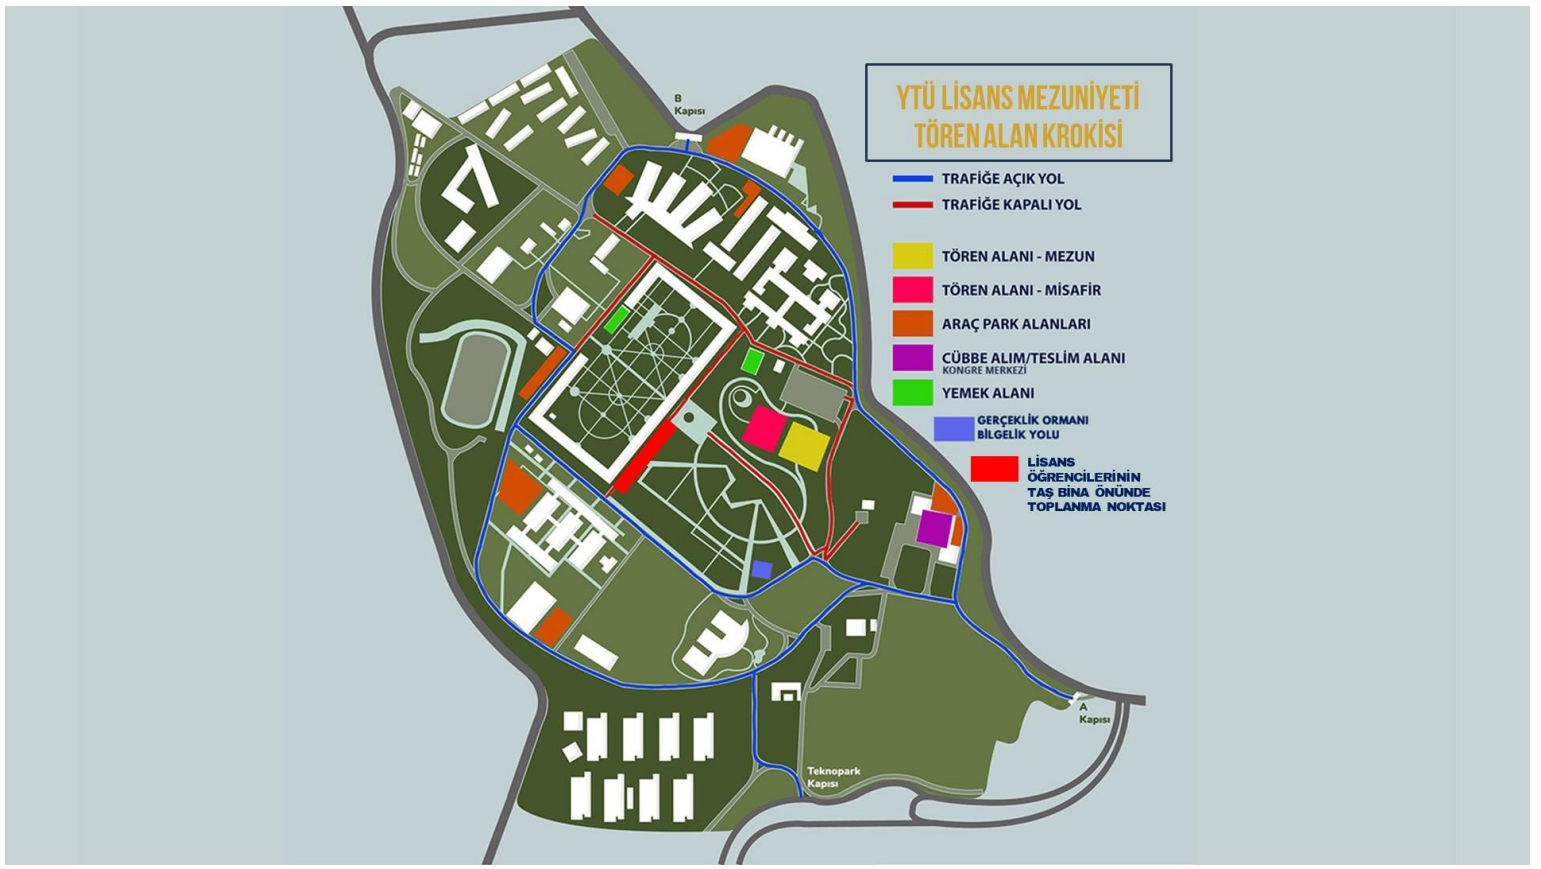 B
Kapısı
YTÜ LİSANS MEZUNİYETİ
TÖREN ALAN KROKİSİ
TRAFİĞE AÇIK YOL
TRAFİĞE KAPALI YOL
TÖREN ALANI - MEZUN
TÖREN ALANI - MİSAFİR
ARAÇ PARK ALANLARI
CÜBBE ALIM/TESLİM ALANI
KONGRE MERKEZİ
YEMEK ALANI
GERÇEKLİK ORMANI
BİLGELİK YOLU
LİSANS
ÖĞRENCİLERİNİN
TAŞ BİNA ÖNÜNDE
TOPLANMA NOKTASI
A
Kapısı
Teknopark
Kapısı